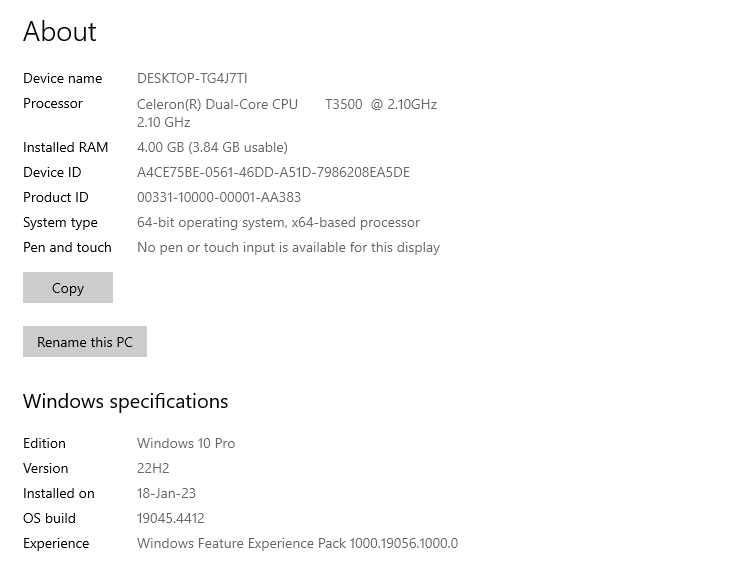 About
Device name DESKTOP-TG4J7TI
Processor Celeron(R) Dual-Core CPU T3500 @ 2.10GHz
2.10 GHz
Installed RAM 4.00 GB (3.84 GB usable)
Device ID A4CE75BE-0561-46DD-A51D-7986208EA5DE
Product ID 00331-10000-00001-AA383
System type 64-bit operating system, x64-based processor
Pen and touch No pen or touch input is available for this display
Copy
Rename this PC
Windows specifications
Edition Windows 10 Pro
Version 22H2
Installed on 18-Jan-23
OS build 19045.4412
Experience Windows Feature Experience Pack 1000.19056.1000.0